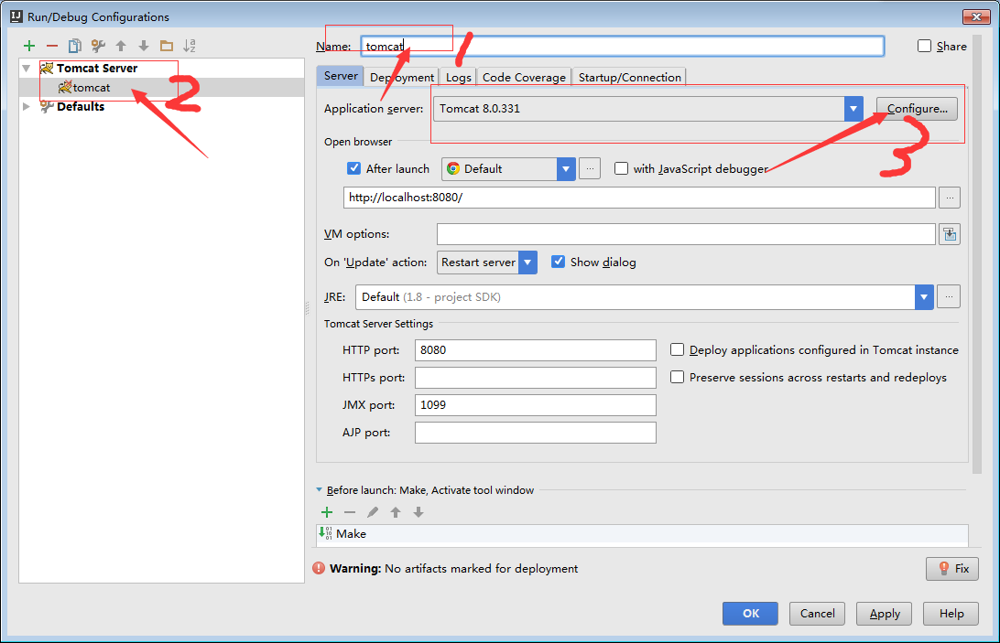 Run/Debug Configurations
Name: tomcat
Share
1
Tomcat Server
tomcat
2
Defaults
Server Deployment Logs Code Coverage Startup/Connection
Application server: Tomcat 8.0.331 Configure...
3
Open browser
After launch Default ... with JavaScript debugger
http://localhost:8080/ ...
VM options:
On 'Update' action: Restart server Show dialog
JRE: Default (1.8 - project SDK) ...
Tomcat Server Settings
HTTP port: 8080 Deploy applications configured in Tomcat instance
HTTPs port: Preserve sessions across restarts and redeploys
JMX port: 1099
AJP port:
Before launch: Make, Activate tool window
Make
Warning: No artifacts marked for deployment Fix
OK Cancel Apply Help